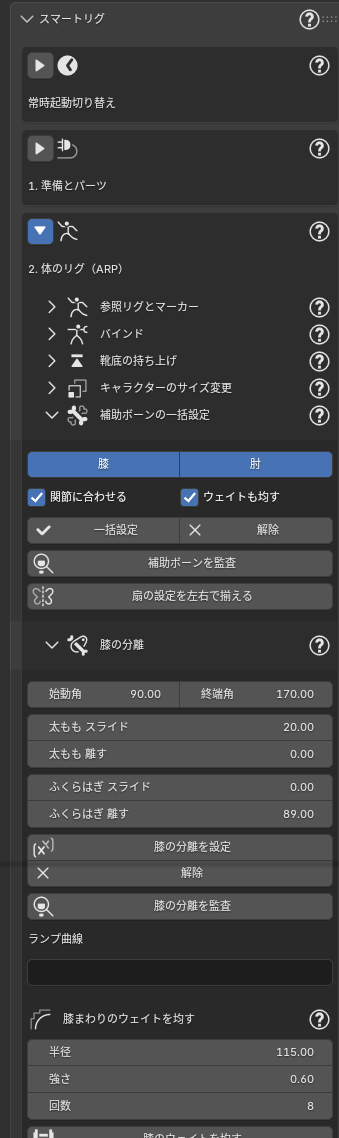 スマートリグ
常時起動切り替え
1. 準備とパーツ
2. 体のリグ（ARP）
参照リグとマーカー
バインド
靴底の持ち上げ
キャラクターのサイズ変更
補助ボーンの一括設定
膝 肘
関節に合わせる ウェイトも均す
一括設定 解除
補助ボーンを監査
扇の設定を左右で揃える
膝の分離
始動角 90.00 終端角 170.00
太もも スライド 20.00
太もも 離す 0.00
ふくらはぎ スライド 0.00
ふくらはぎ 離す 89.00
膝の分離を設定
解除
膝の分離を監査
ランプ曲線
膝まわりのウェイトを均す
半径 115.00
強さ 0.60
回数 8
膝のウェイトを均す